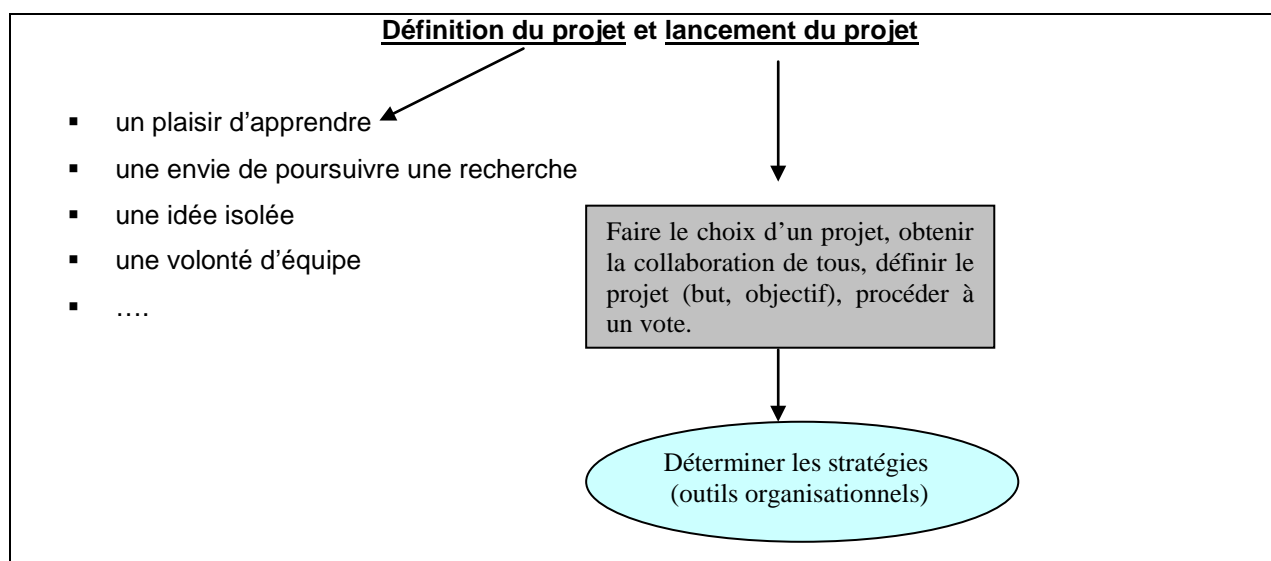 Définition du projet et lancement du projet
▪ un plaisir d’apprendre
▪ une envie de poursuivre une recherche
▪ une idée isolée
▪ une volonté d’équipe
▪ ….
Faire le choix d’un projet, obtenir
la collaboration de tous, définir le
projet (but, objectif), procéder à
un vote.
Déterminer les stratégies
(outils organisationnels)